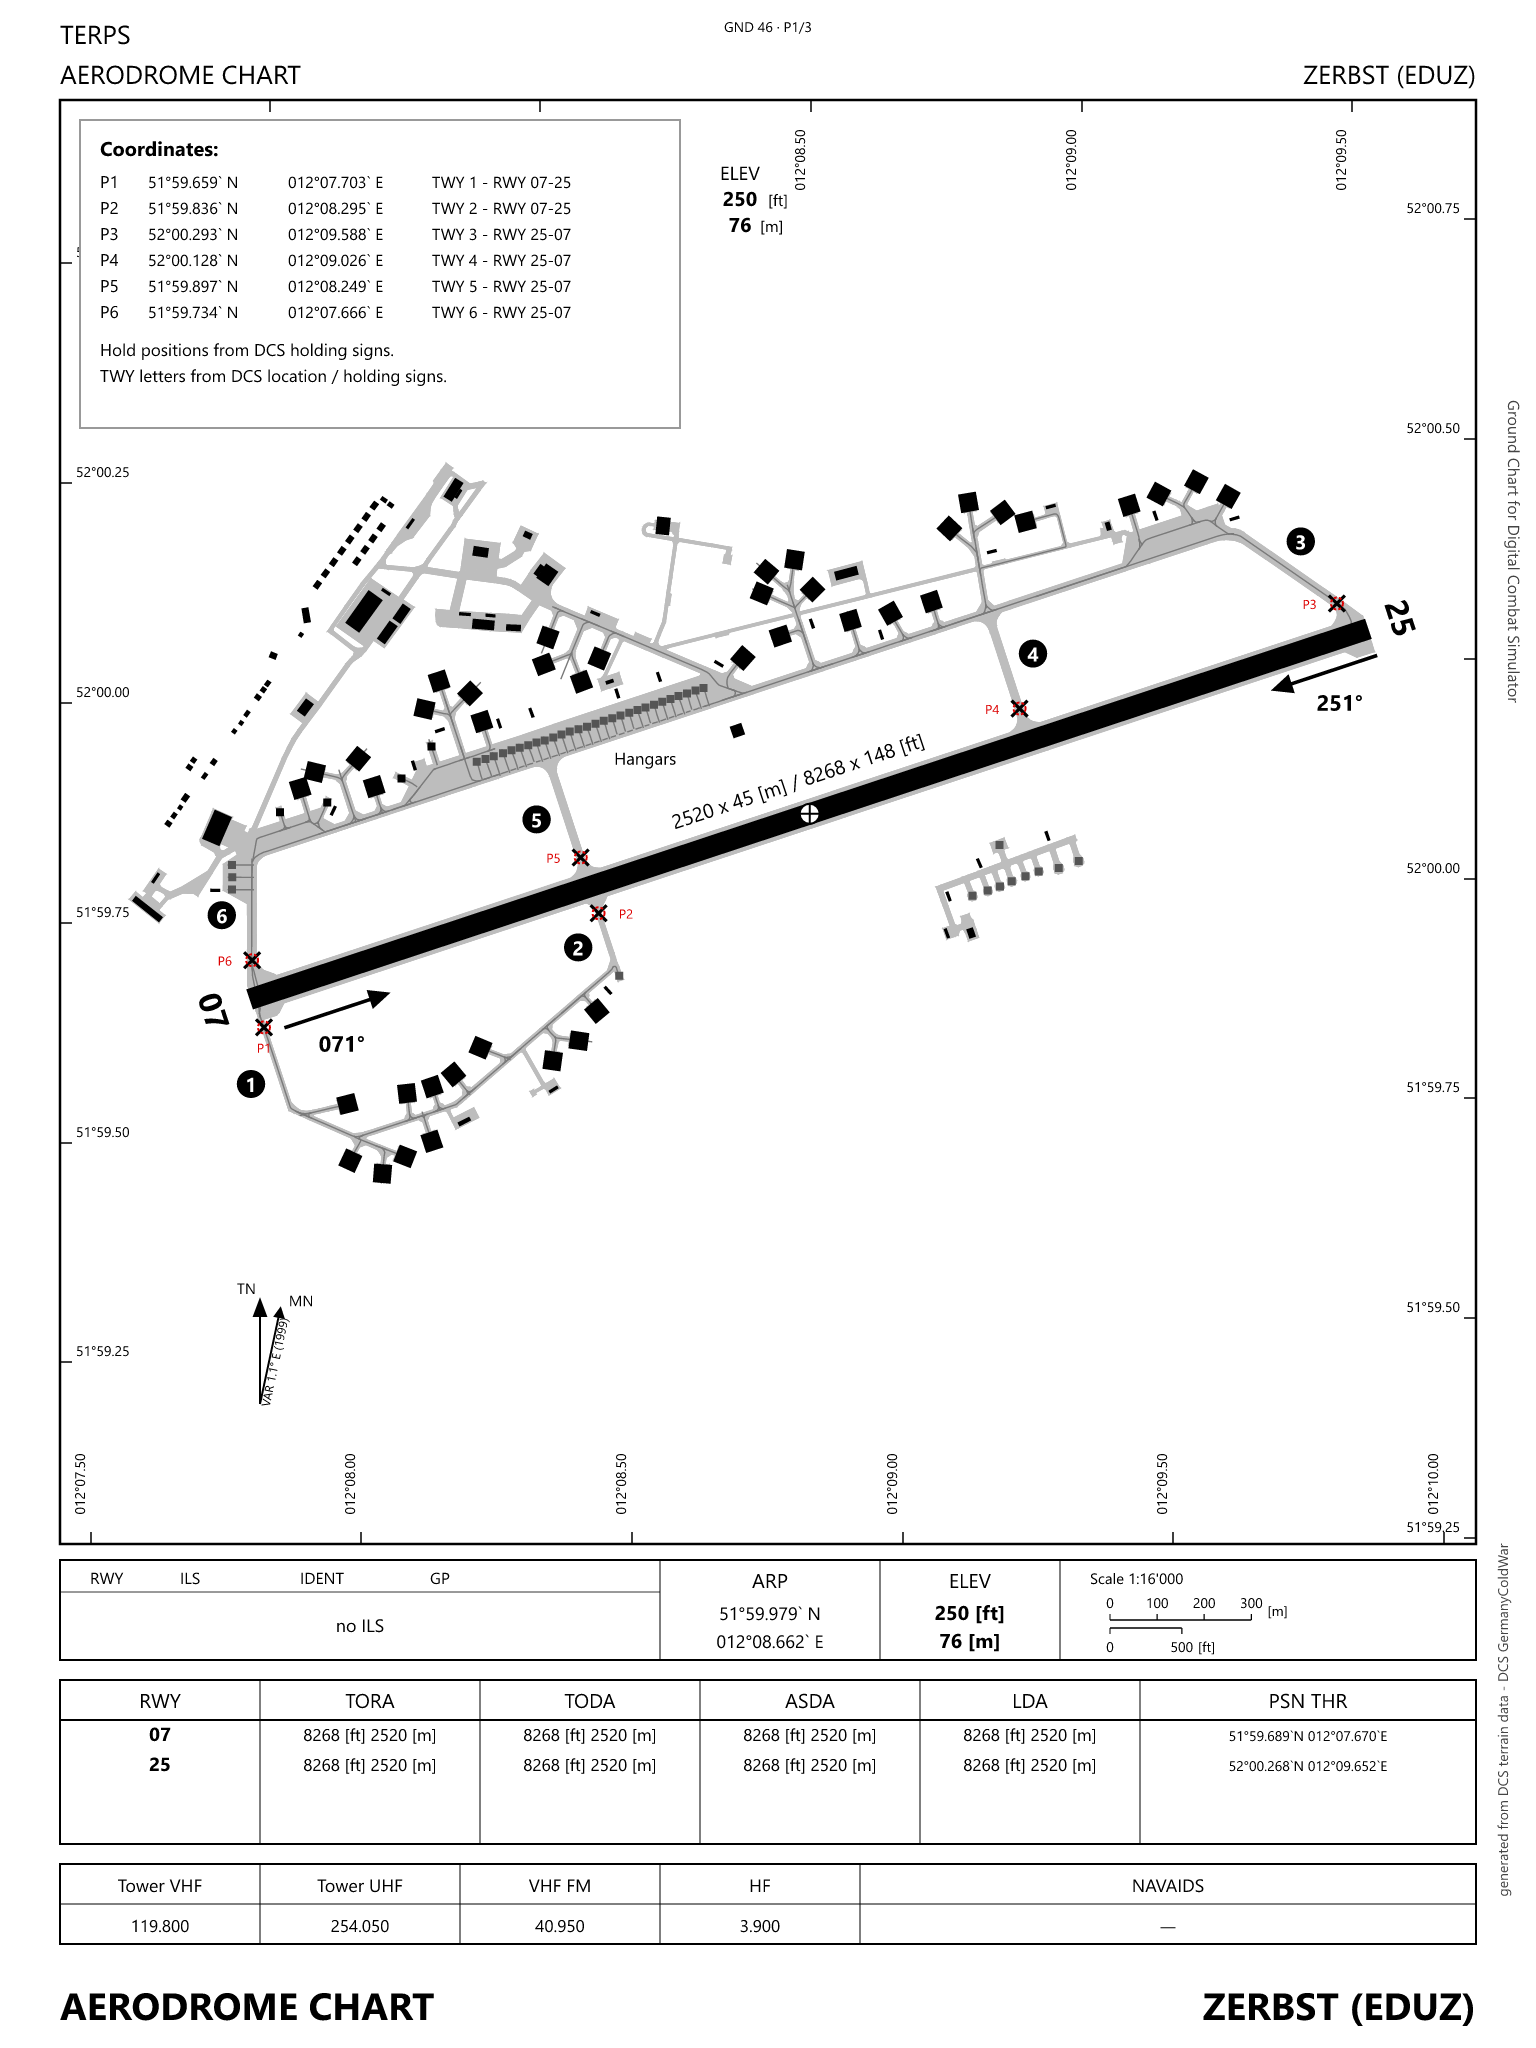 GND 46 · P1/3
TERPS
AERODROME CHART
ZERBST (EDUZ)
Coordinates:
P1 51°59.659` N 012°07.703` E TWY 1 - RWY 07-25
P2 51°59.836` N 012°08.295` E TWY 2 - RWY 07-25
P3 52°00.293` N 012°09.588` E TWY 3 - RWY 25-07
P4 52°00.128` N 012°09.026` E TWY 4 - RWY 25-07
P5 51°59.897` N 012°08.249` E TWY 5 - RWY 25-07
P6 51°59.734` N 012°07.666` E TWY 6 - RWY 25-07
Hold positions from DCS holding signs.
TWY letters from DCS location / holding signs.
ELEV
250 [ft]
76 [m]
012°08.50
012°09.00
012°09.50
52°00.75
52°00.50
52°00.25
52°00.00
51°59.75
51°59.50
51°59.25
3
P3
25
251°
4
P4
Hangars
2520 x 45 [m] / 8268 x 148 [ft]
5
P5
P2
2
6
P6
07
071°
P1
1
52°00.00
51°59.75
51°59.50
51°59.25
TN
MN
VAR 1.1° E (1999)
012°07.50
012°08.00
012°08.50
012°09.00
012°09.50
012°10.00
Ground Chart for Digital Combat Simulator
RWY ILS IDENT GP
no ILS
ARP
51°59.979` N
012°08.662` E
ELEV
250 [ft]
76 [m]
Scale 1:16'000
0 100 200 300 [m]
0 500 [ft]
RWY TORA TODA ASDA LDA PSN THR
07 8268 [ft] 2520 [m] 8268 [ft] 2520 [m] 8268 [ft] 2520 [m] 8268 [ft] 2520 [m] 51°59.689`N 012°07.670`E
25 8268 [ft] 2520 [m] 8268 [ft] 2520 [m] 8268 [ft] 2520 [m] 8268 [ft] 2520 [m] 52°00.268`N 012°09.652`E
Tower VHF Tower UHF VHF FM HF NAVAIDS
119.800 254.050 40.950 3.900 —
generated from DCS terrain data - DCS GermanyColdWar
AERODROME CHART
ZERBST (EDUZ)